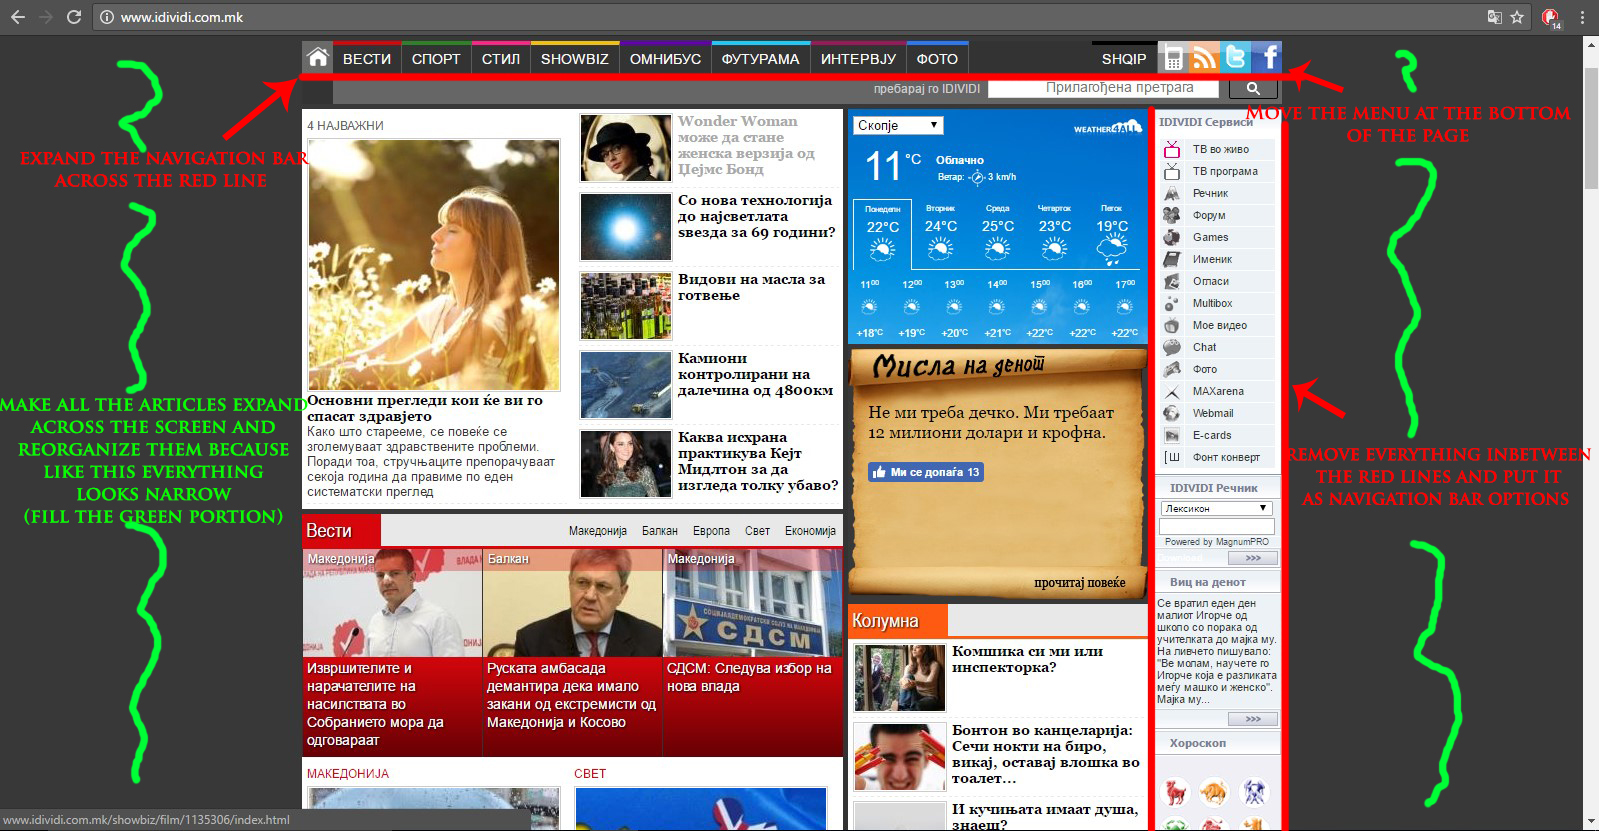 www.idividi.com.mk
14
ВЕСТИ
СПОРТ
СТИЛ
SHOWBIZ
ОМНИБУС
ФУТУРАМА
ИНТЕРВЈУ
ФОТО
SHQIP
пребарај го IDIVIDI
Прилагођена претрага
EXPAND THE NAVIGATION BAR
ACROSS THE RED LINE
MAKE ALL THE ARTICLES EXPAND
ACROSS THE SCREEN AND
REORGANIZE THEM BECAUSE
LIKE THIS EVERYTHING
LOOKS NARROW
(FILL THE GREEN PORTION)
4 НАЈВАЖНИ
Основни прегледи кои ќе ви го
спасат здравјето
Како што старееме, се повеќе се
зголемуваат здравствените проблеми.
Поради тоа, стручњаците препорачуваат
секоја година да правиме по еден
систематски преглед
Wonder Woman
може да стане
женска верзија од
Џејмс Бонд
Со нова технологија
до најсветлата
ѕвезда за 69 години?
Видови на масла за
готвење
Камиони
контролирани на
далечина од 4800км
Каква исхрана
практикува Кејт
Мидлтон за да
изгледа толку убаво?
Вести
Македонија
Балкан
Европа
Свет
Економија
Македонија
Извршителите и
нарачателите на
насилствата во
Собранието мора да
одговараат
Балкан
Руската амбасада
демантира дека имало
закани од екстремисти од
Македонија и Косово
Македонија
СДСМ
СДСМ: Следува избор на
нова влада
МАКЕДОНИЈА
СВЕТ
Скопје
WEATHER4ALL
11°C
Облачно
Ветар: 3 km/h
Понеделн Вторник Среда Четврток Петок
22°C 24°C 25°C 23°C 19°C
11⁰⁰ 12⁰⁰ 13⁰⁰ 14⁰⁰ 15⁰⁰ 16⁰⁰ 17⁰⁰
+18°C +19°C +20°C +21°C +22°C +22°C +22°C
Мисла на денот
Не ми треба дечко. Ми требаат
12 милиони долари и крофна.
Ми се допаѓа 13
прочитај повеќе
Колумна
Комшика си ми или
инспекторка?
Бонтон во канцеларија:
Сечи нокти на биро,
викај, оставај влошка во
тоалет...
И кучињата имаат душа,
знаеш?
IDIVIDI Сервиси
ТВ во живо
ТВ програма
Речник
Форум
Games
Именик
Огласи
Multibox
Мое видео
Chat
Фото
MAXarena
Webmail
E-cards
Фонт конверт
IDIVIDI Речник
Лексикон
Powered by MagnumPRO
>>>
Виц на денот
Се вратил еден ден
малиот Игорче од
школо со порака од
учителката до мајка му.
На ливчето пишувало:
"Ве молам, научете го
Игорче која е разликата
меѓу машко и женско".
Мајка му...
>>>
Хороскоп
MOVE THE MENU AT THE BOTTOM
OF THE PAGE
REMOVE EVERYTHING INBETWEEN
THE RED LINES AND PUT IT
AS NAVIGATION BAR OPTIONS
www.idividi.com.mk/showbiz/film/1135306/index.html